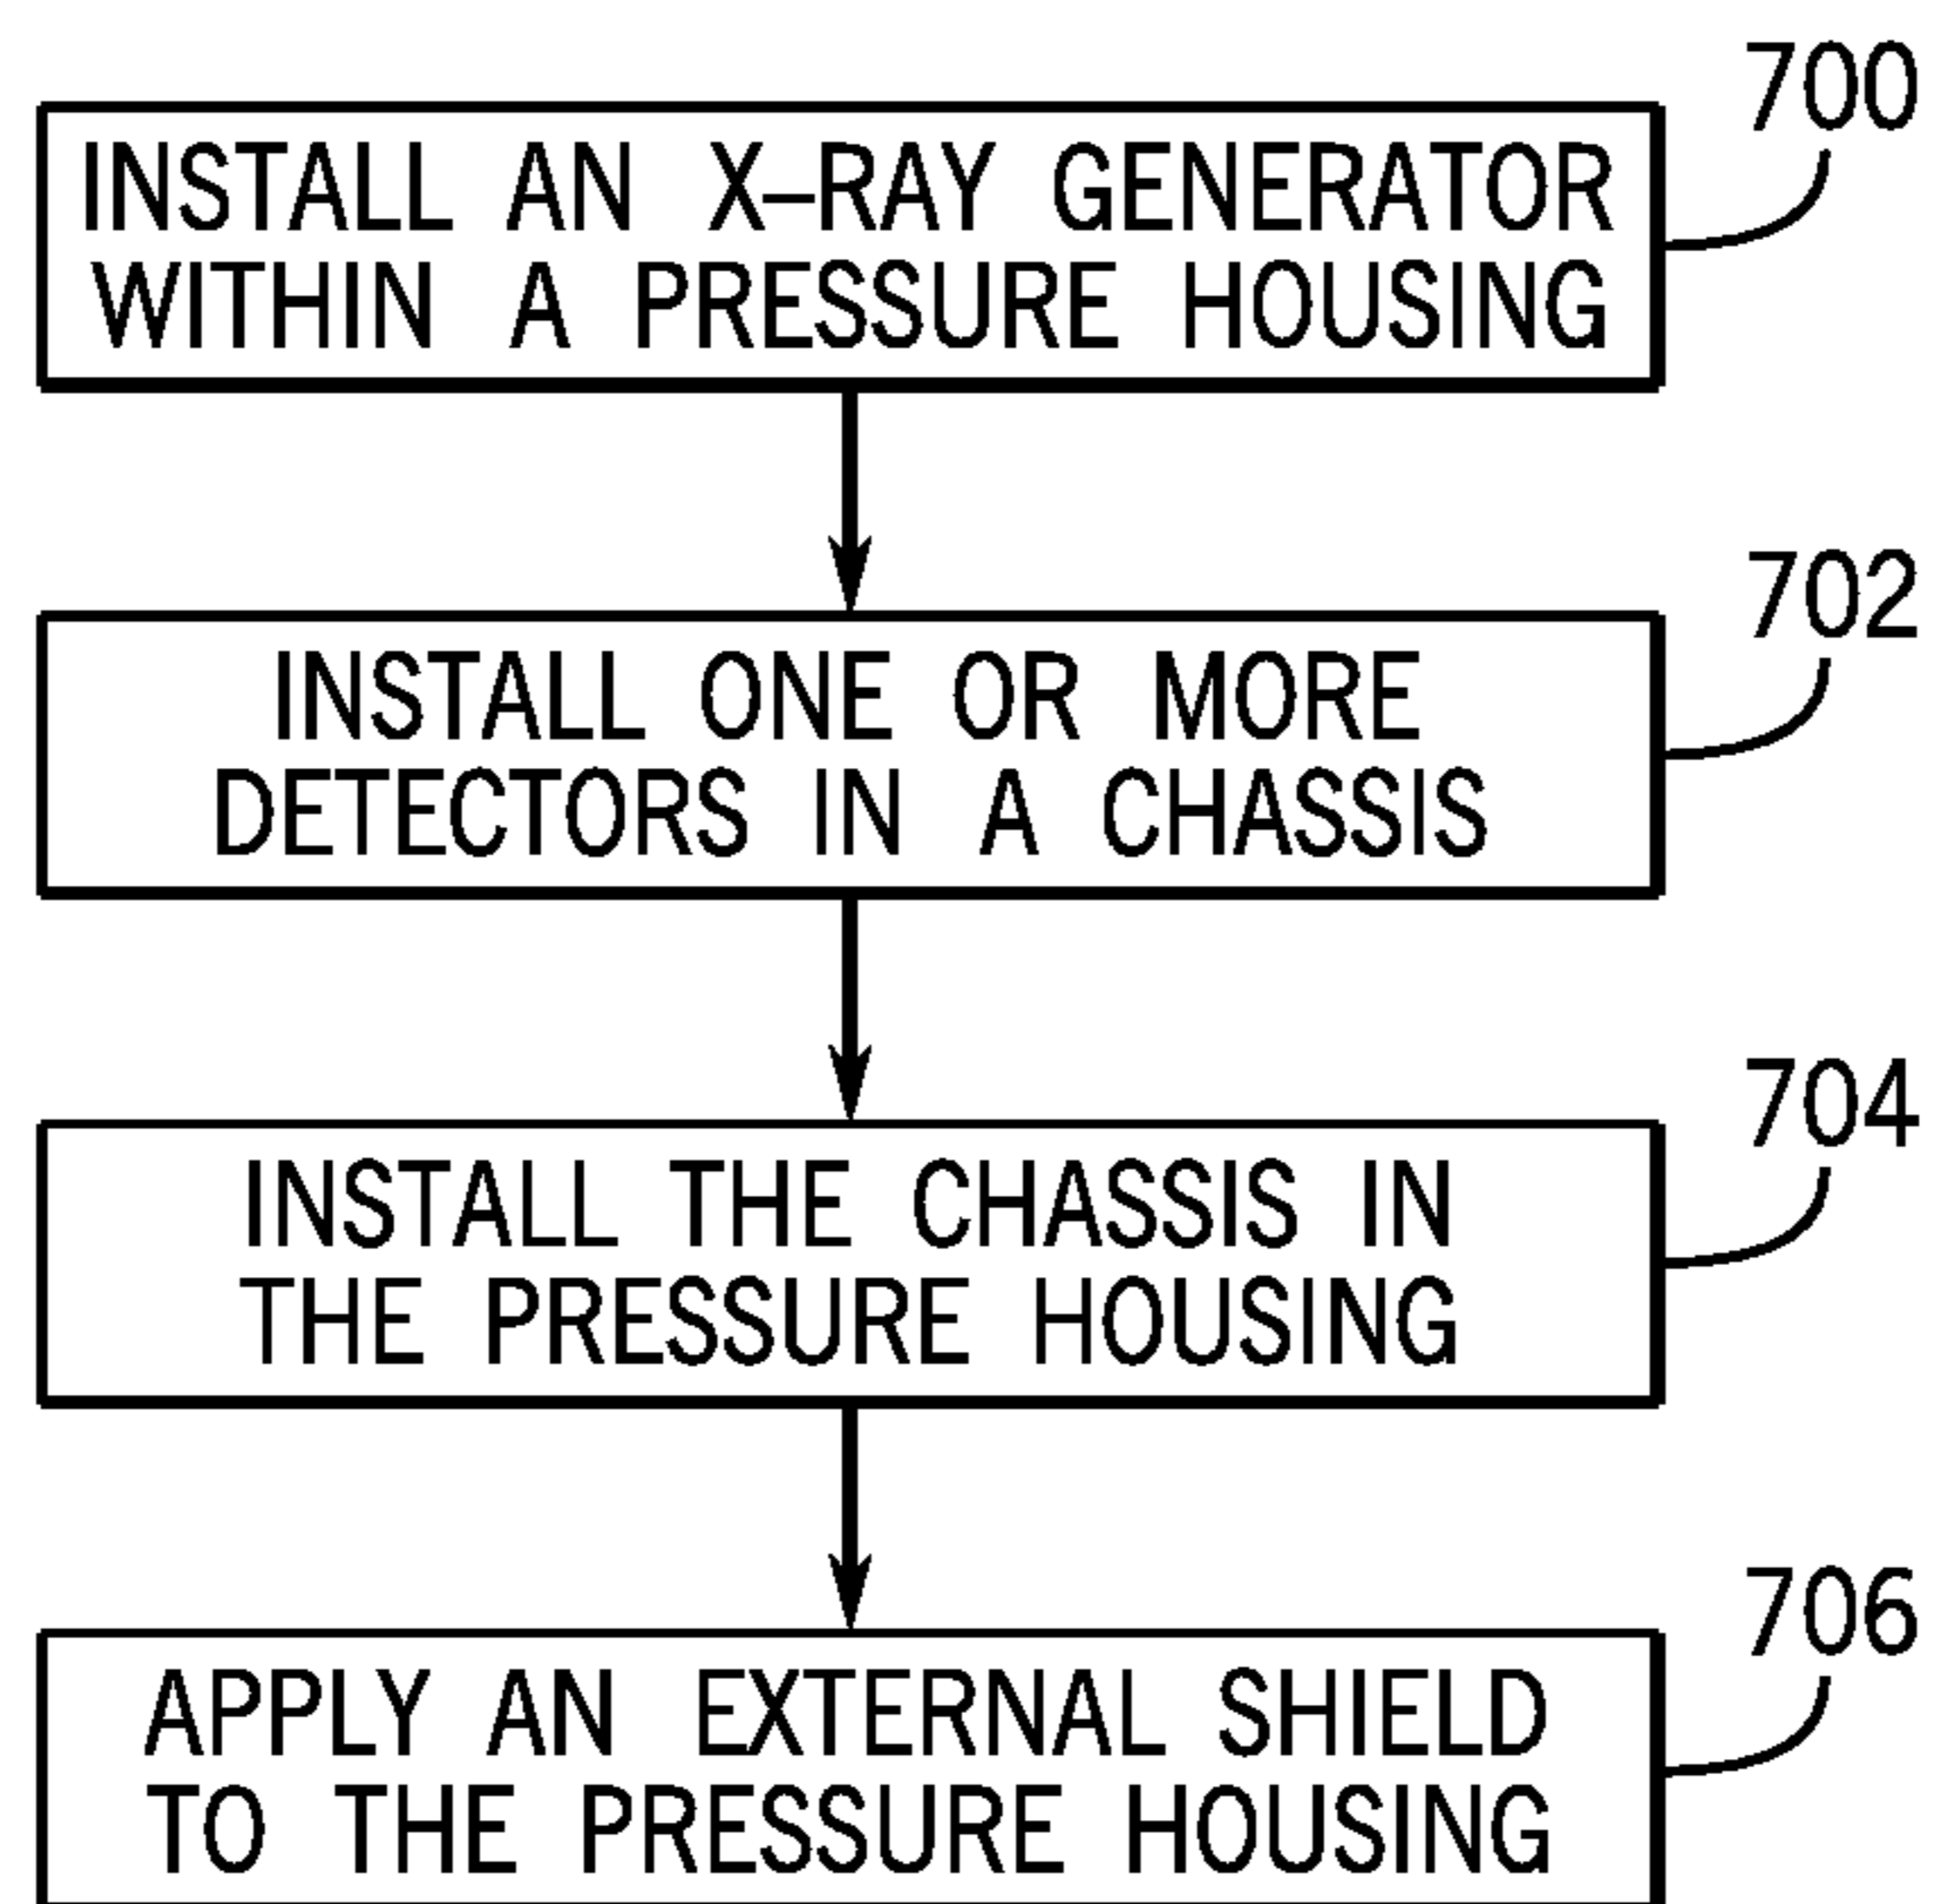 700
INSTALL AN X-RAY GENERATOR
WITHIN A PRESSURE HOUSING
702
INSTALL ONE OR MORE
DETECTORS IN A CHASSIS
704
INSTALL THE CHASSIS IN
THE PRESSURE HOUSING
706
APPLY AN EXTERNAL SHIELD
TO THE PRESSURE HOUSING